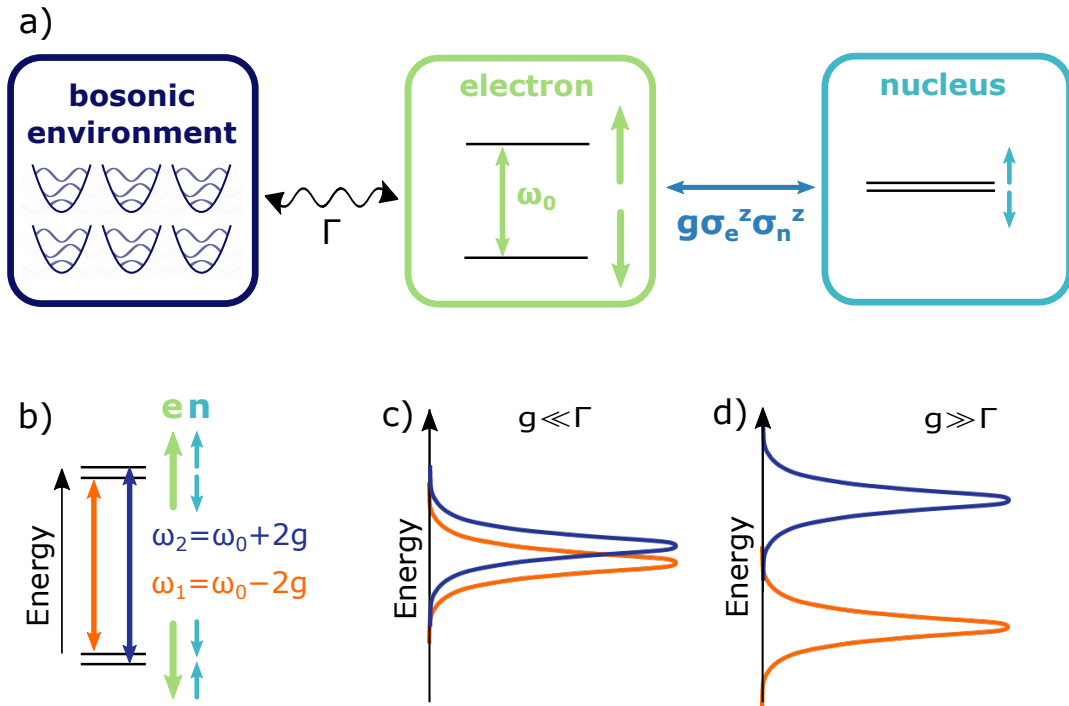 a)
bosonic
environment
Γ
electron
ω₀
gσₑᶻσₙᶻ
nucleus
b)
e n
Energy
ω₂=ω₀+2g
ω₁=ω₀−2g
c)
g≪Γ
Energy
d)
g≫Γ
Energy